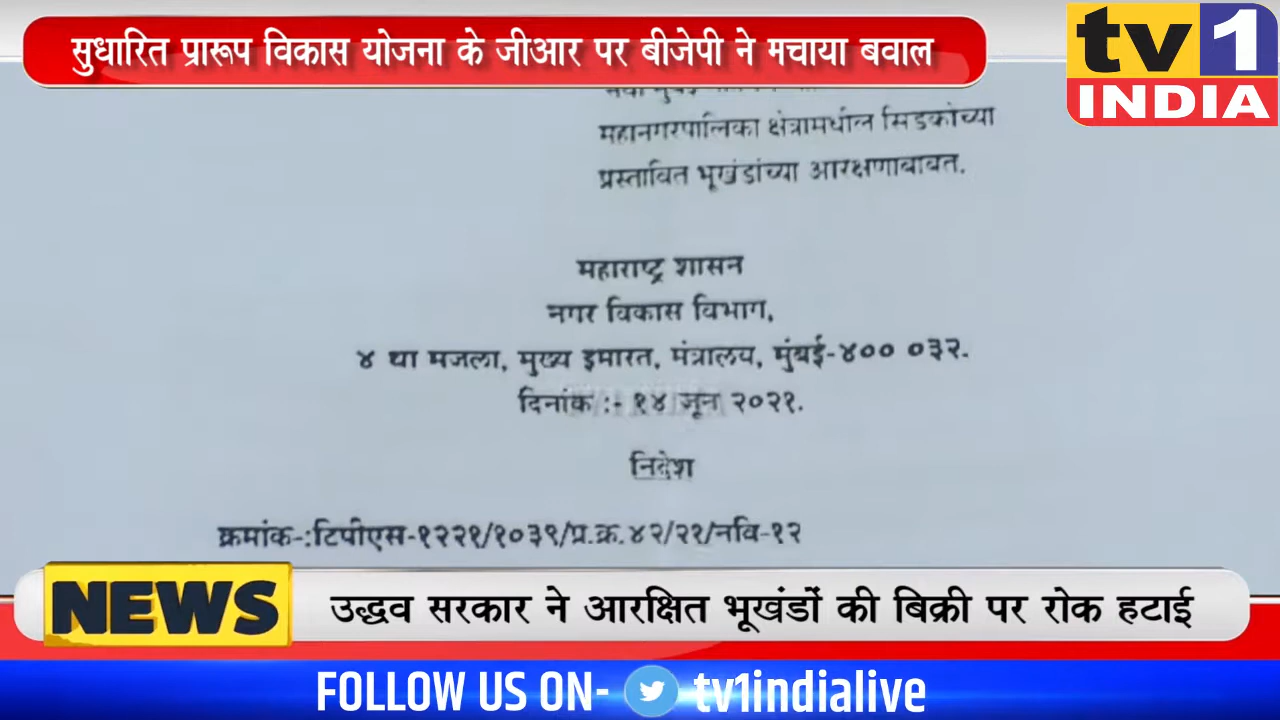 सुधारित प्रारूप विकास योजना के जीआर पर बीजेपी ने मचाया बवाल
tv1
INDIA
महानगरपालिका क्षेत्रामधील सिडकोच्या
प्रस्तावित भूखंडांच्या आरक्षणाबाबत.
महाराष्ट्र शासन
नगर विकास विभाग,
४ था मजला, मुख्य इमारत, मंत्रालय, मुंबई-४०० ०३२.
दिनांक :- १४ जून २०२१.
निदेश
क्रमांक-:टिपीएस-१२२१/१०३९/प्र.क्र.४२/२१/नवि-१२
NEWS
उद्धव सरकार ने आरक्षित भूखंडों की बिक्री पर रोक हटाई
FOLLOW US ON- tv1indialive